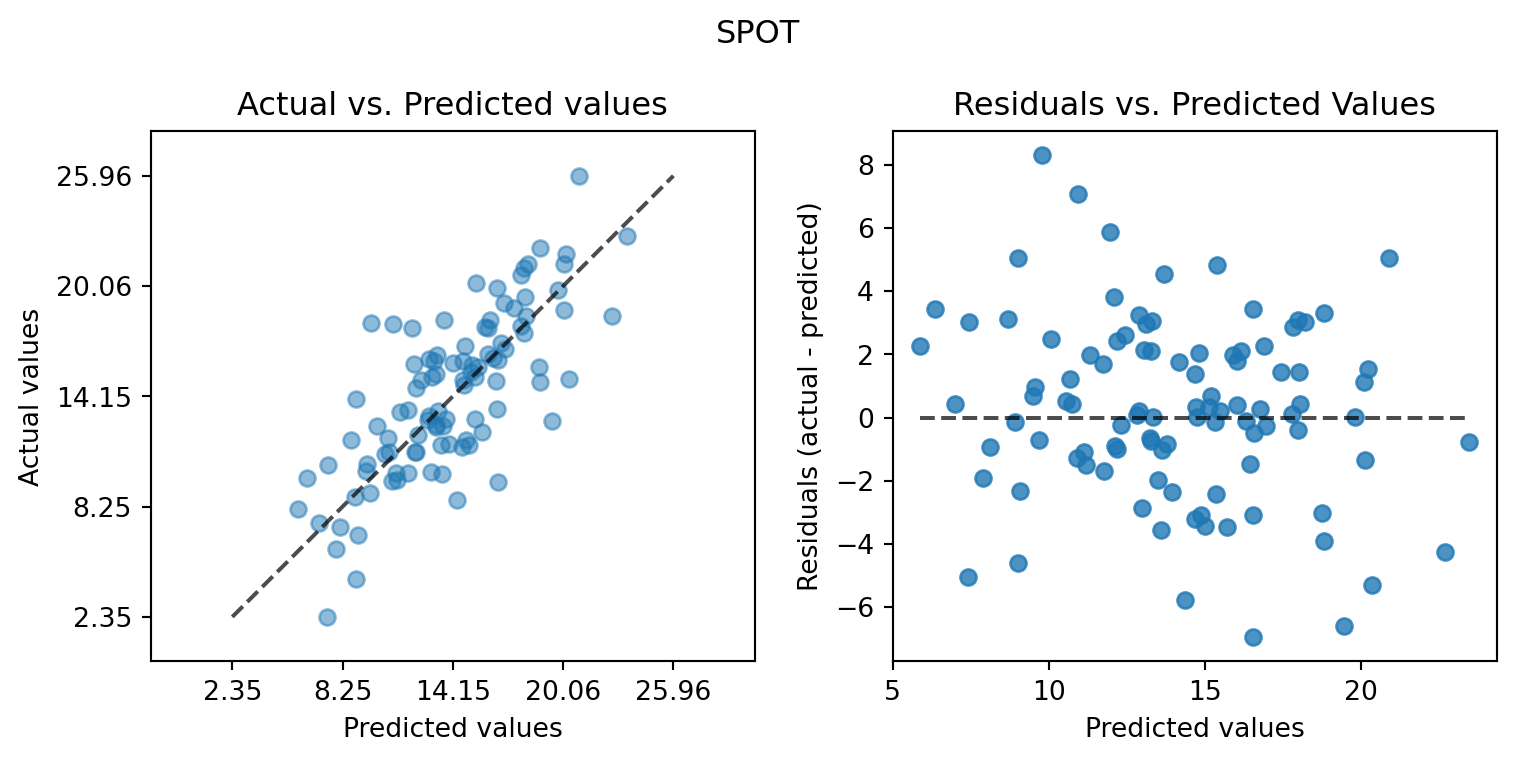 SPOT
Actual vs. Predicted values
Actual values
25.96
20.06
14.15
8.25
2.35
2.35 8.25 14.15 20.06 25.96
Predicted values
Residuals vs. Predicted Values
Residuals (actual - predicted)
8
6
4
2
0
−2
−4
−6
5 10 15 20
Predicted values